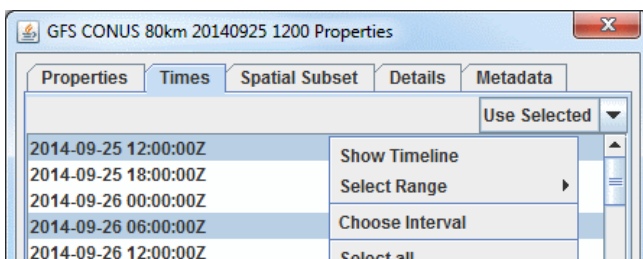 GFS CONUS 80km 20140925 1200 Properties
Properties Times Spatial Subset Details Metadata
Use Selected
2014-09-25 12:00:00Z
2014-09-25 18:00:00Z
2014-09-26 00:00:00Z
2014-09-26 06:00:00Z
2014-09-26 12:00:00Z
Show Timeline
Select Range
Choose Interval
Select all